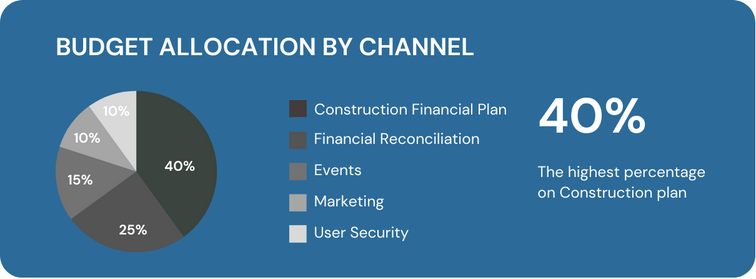 BUDGET ALLOCATION BY CHANNEL
10%
10%
15%
25%
40%
Construction Financial Plan
Financial Reconciliation
Events
Marketing
User Security
40%
The highest percentage
on Construction plan